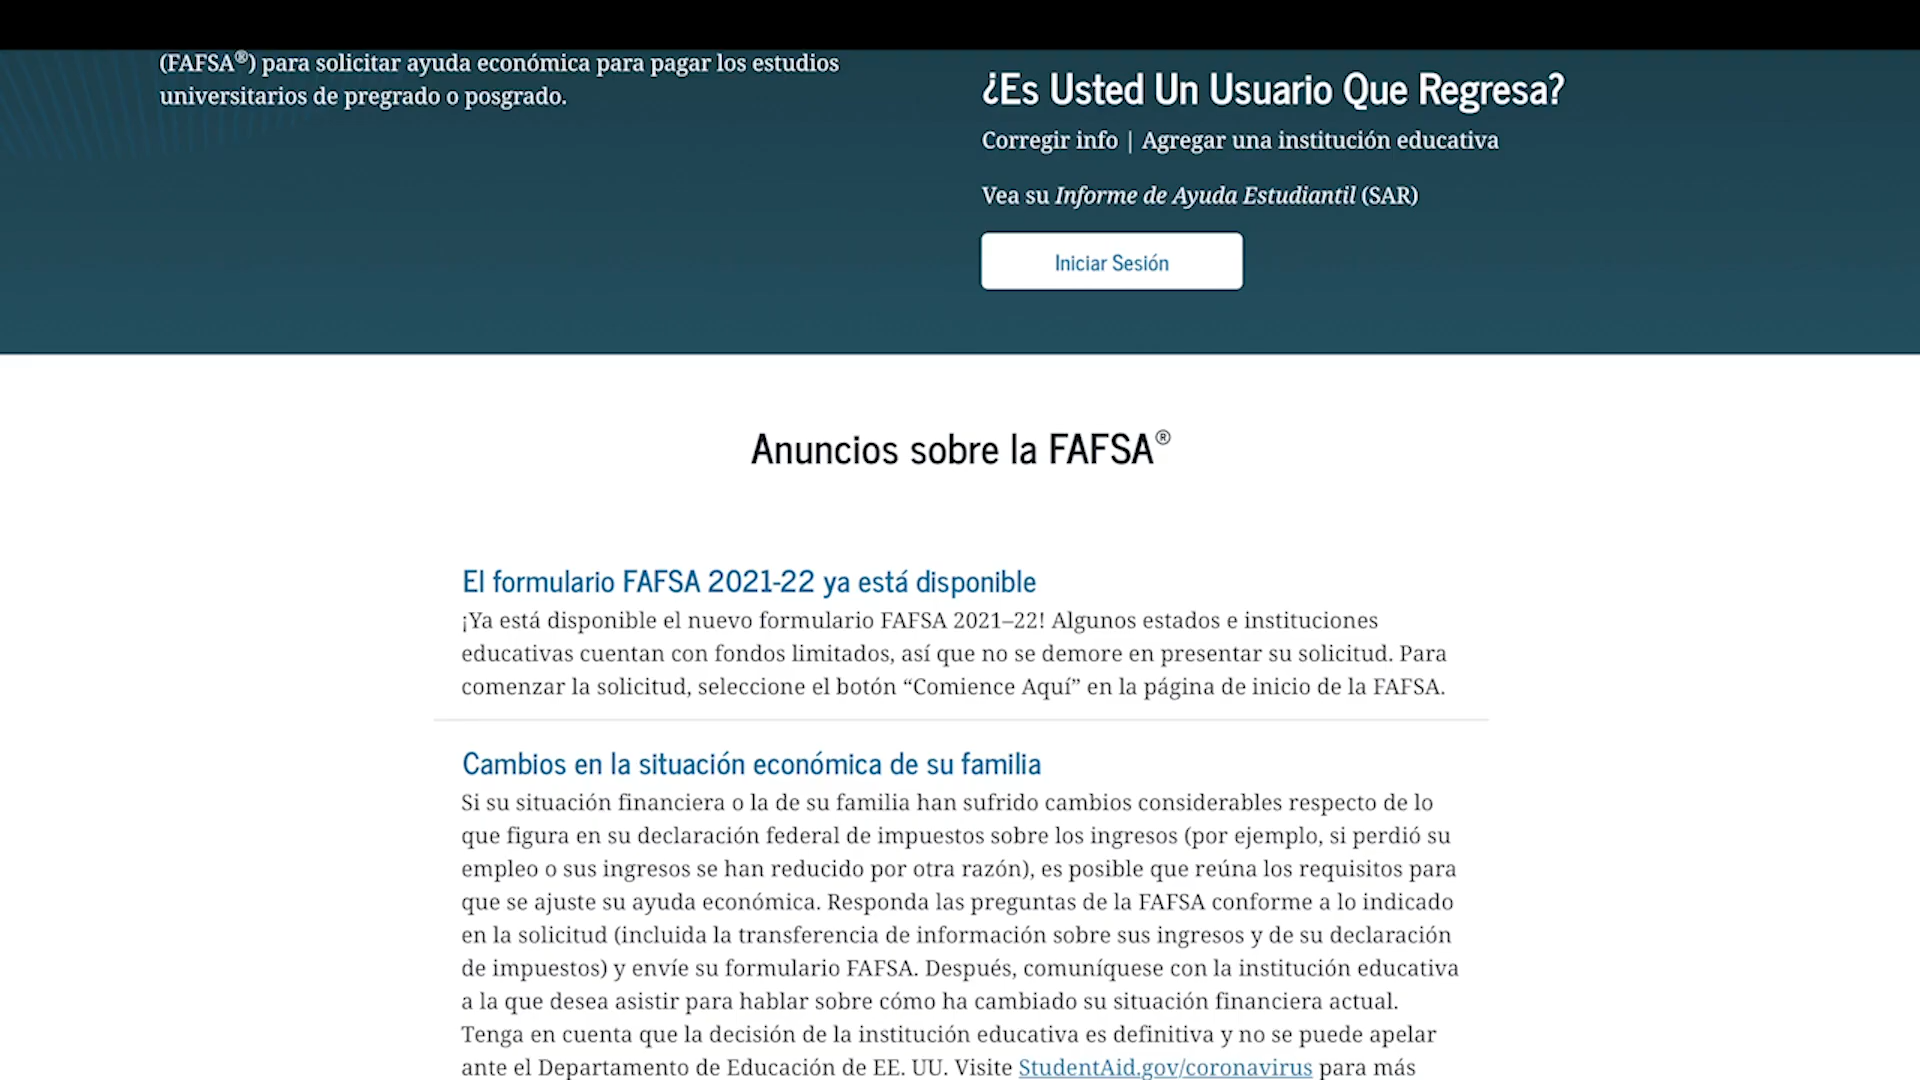 (FAFSA®) para solicitar ayuda económica para pagar los estudios
universitarios de pregrado o posgrado.
¿Es Usted Un Usuario Que Regresa?
Corregir info | Agregar una institución educativa
Vea su Informe de Ayuda Estudiantil (SAR)
Iniciar Sesión
Anuncios sobre la FAFSA®
El formulario FAFSA 2021-22 ya está disponible
¡Ya está disponible el nuevo formulario FAFSA 2021–22! Algunos estados e instituciones
educativas cuentan con fondos limitados, así que no se demore en presentar su solicitud. Para
comenzar la solicitud, seleccione el botón “Comience Aquí” en la página de inicio de la FAFSA.
Cambios en la situación económica de su familia
Si su situación financiera o la de su familia han sufrido cambios considerables respecto de lo
que figura en su declaración federal de impuestos sobre los ingresos (por ejemplo, si perdió su
empleo o sus ingresos se han reducido por otra razón), es posible que reúna los requisitos para
que se ajuste su ayuda económica. Responda las preguntas de la FAFSA conforme a lo indicado
en la solicitud (incluida la transferencia de información sobre sus ingresos y de su declaración
de impuestos) y envíe su formulario FAFSA. Después, comuníquese con la institución educativa
a la que desea asistir para hablar sobre cómo ha cambiado su situación financiera actual.
Tenga en cuenta que la decisión de la institución educativa es definitiva y no se puede apelar
ante el Departamento de Educación de EE. UU. Visite StudentAid.gov/coronavirus para más